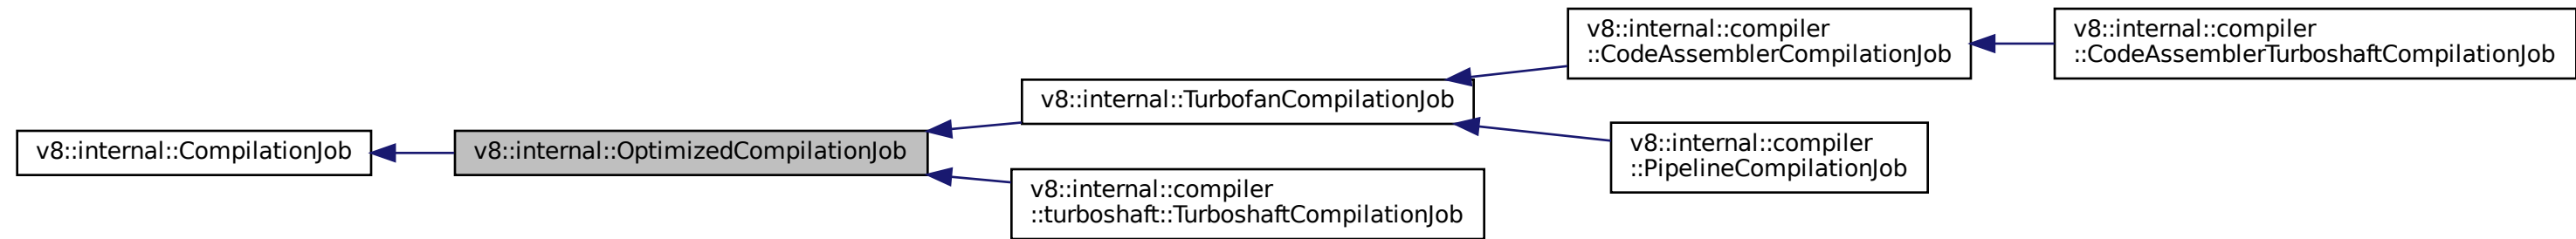 v8::internal::CompilationJob
v8::internal::OptimizedCompilationJob
v8::internal::TurbofanCompilationJob
v8::internal::compiler
::CodeAssemblerCompilationJob
v8::internal::compiler
::CodeAssemblerTurboshaftCompilationJob
v8::internal::compiler
::PipelineCompilationJob
v8::internal::compiler
::turboshaft::TurboshaftCompilationJob